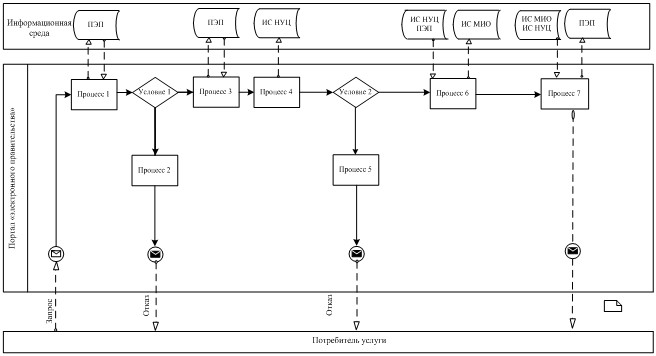 Информационная
среда
ПЭП
ПЭП
ИС НУЦ
ИС НУЦ
ПЭП
ИС МИО
ИС МИО
ИС НУЦ
ПЭП
Портал «электронного правительства»
Процесс 1
Условие 1
Процесс 3
Процесс 4
Условие 2
Процесс 6
Процесс 7
Процесс 2
Процесс 5
Запрос
Отказ
Отказ
Потребитель услуги